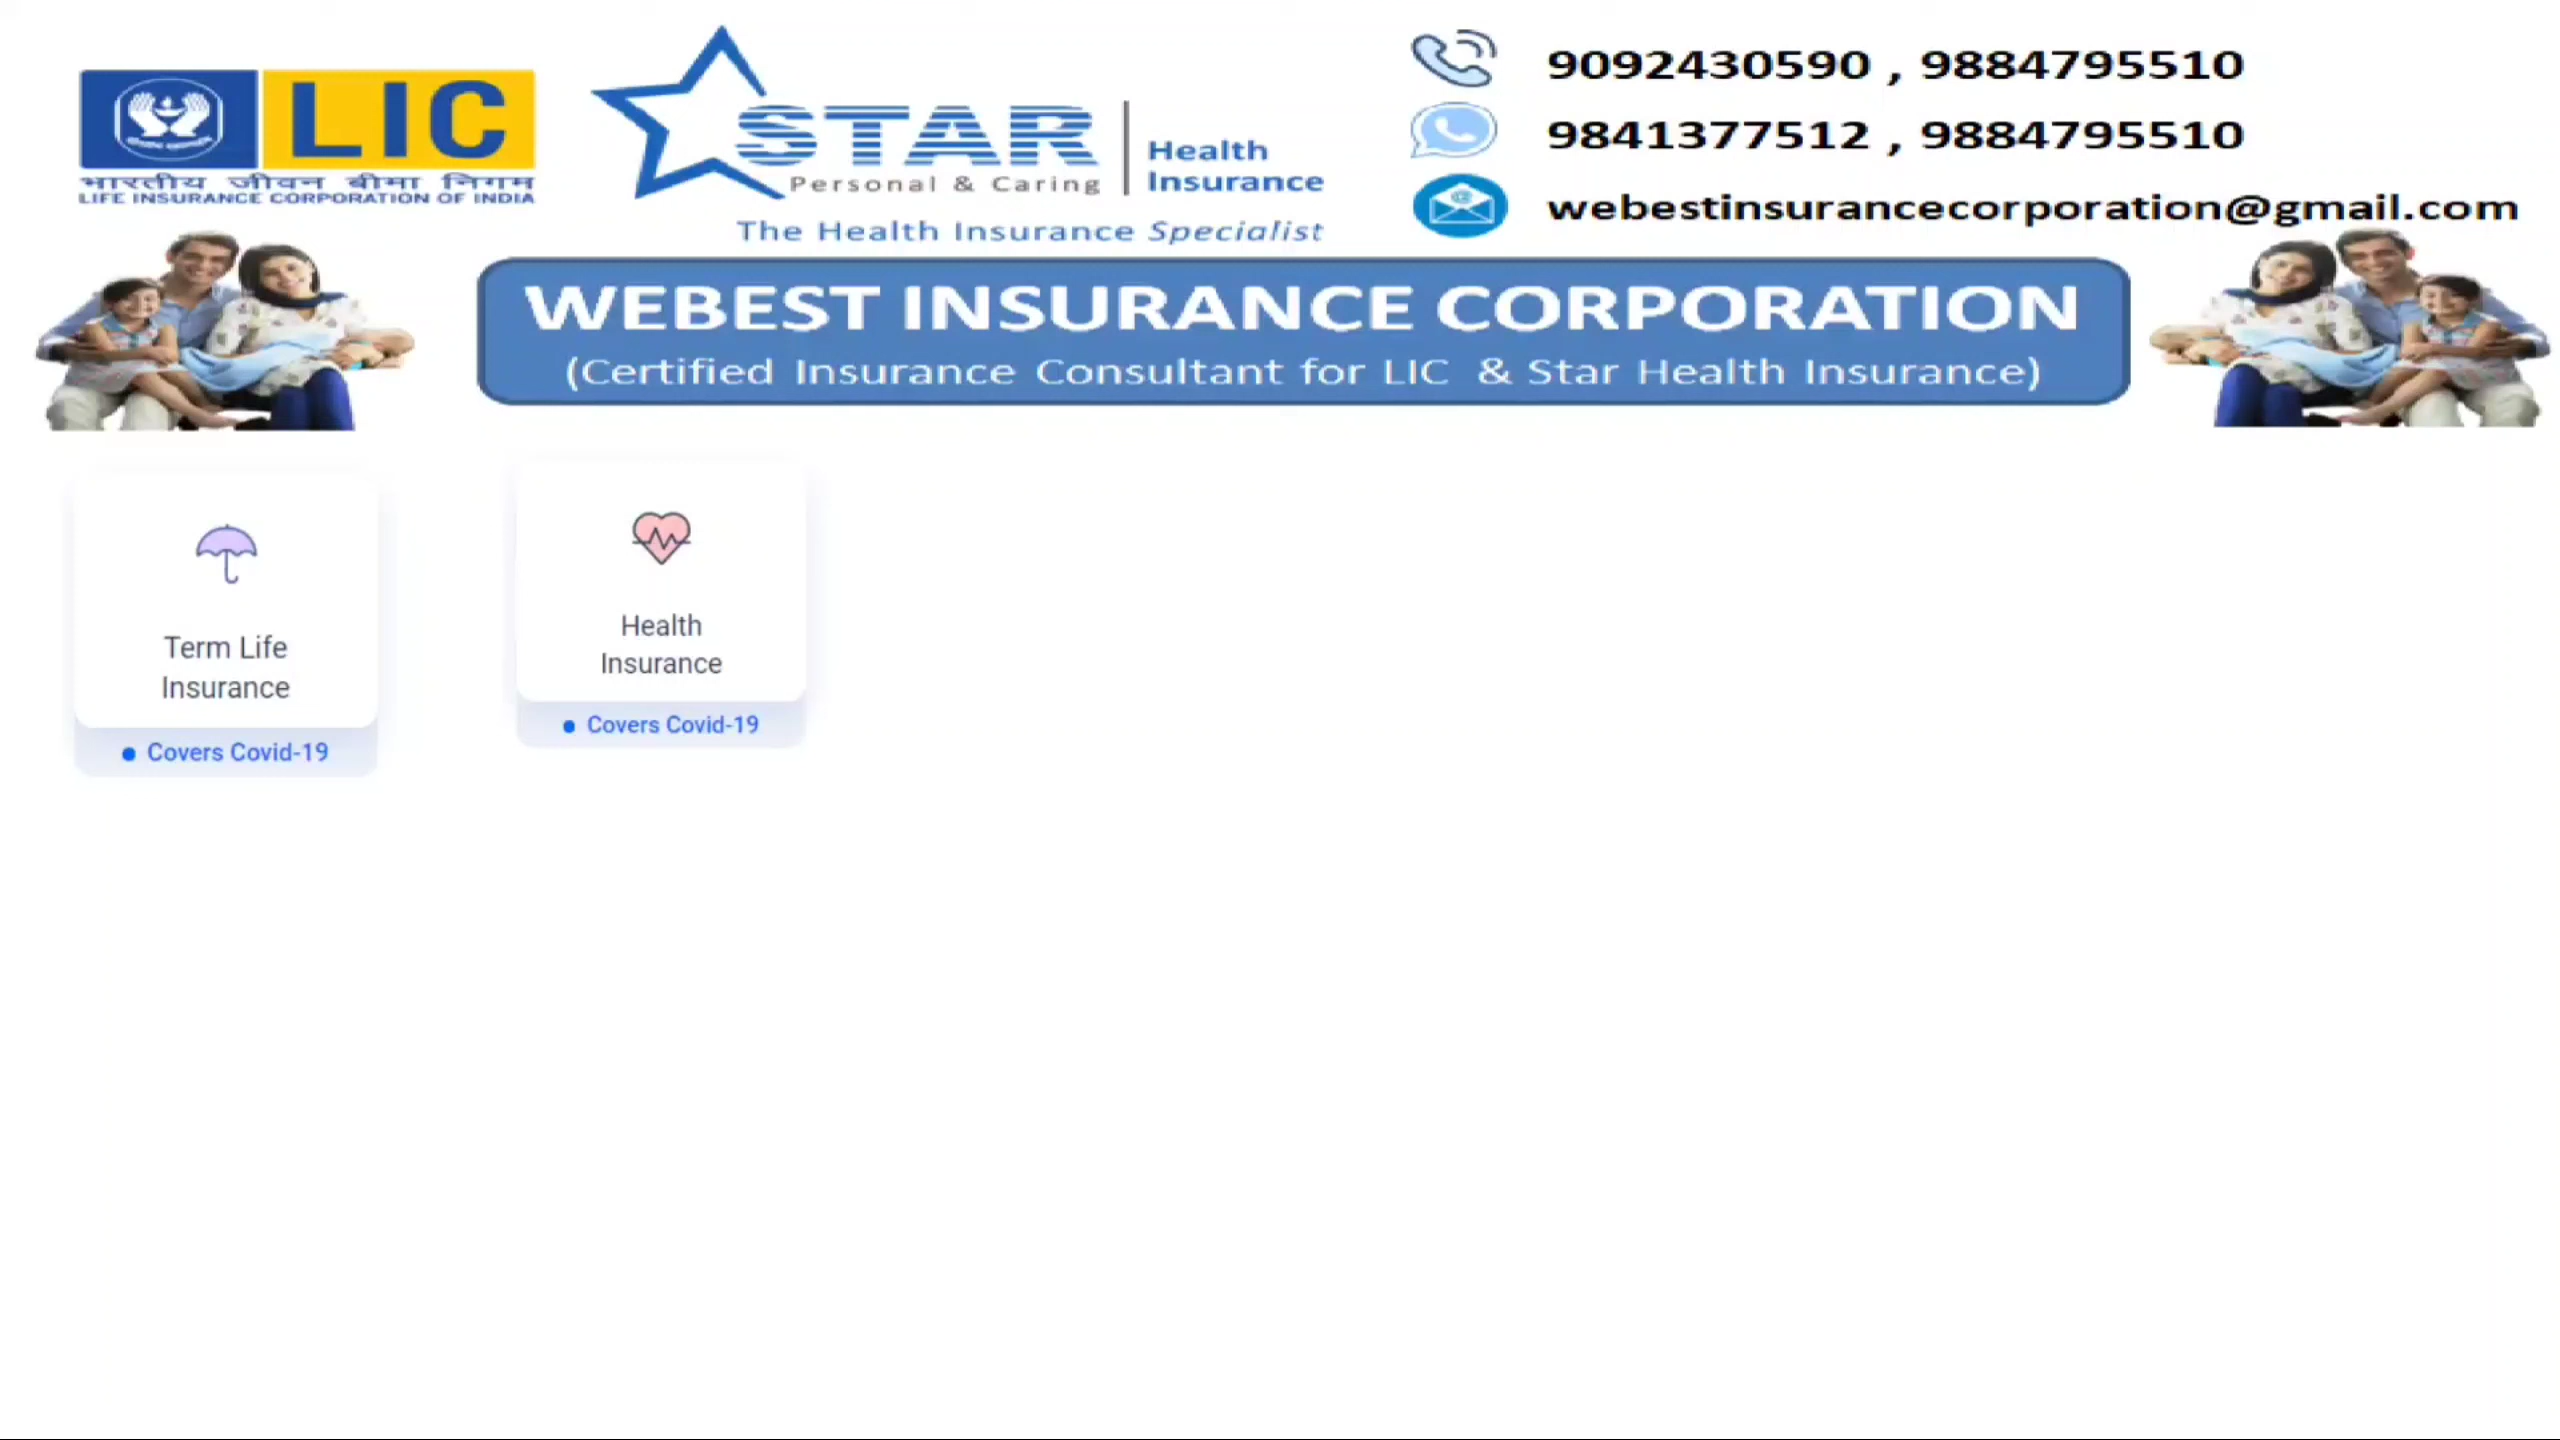 LIC
भारतीय जीवन बीमा निगम
LIFE INSURANCE CORPORATION OF INDIA
STAR
Personal & Caring
Health
Insurance
The Health Insurance Specialist
9092430590 , 9884795510
9841377512 , 9884795510
webestinsurancecorporation@gmail.com
WEBEST INSURANCE CORPORATION
(Certified Insurance Consultant for LIC & Star Health Insurance)
Term Life
Insurance
• Covers Covid-19
Health
Insurance
• Covers Covid-19